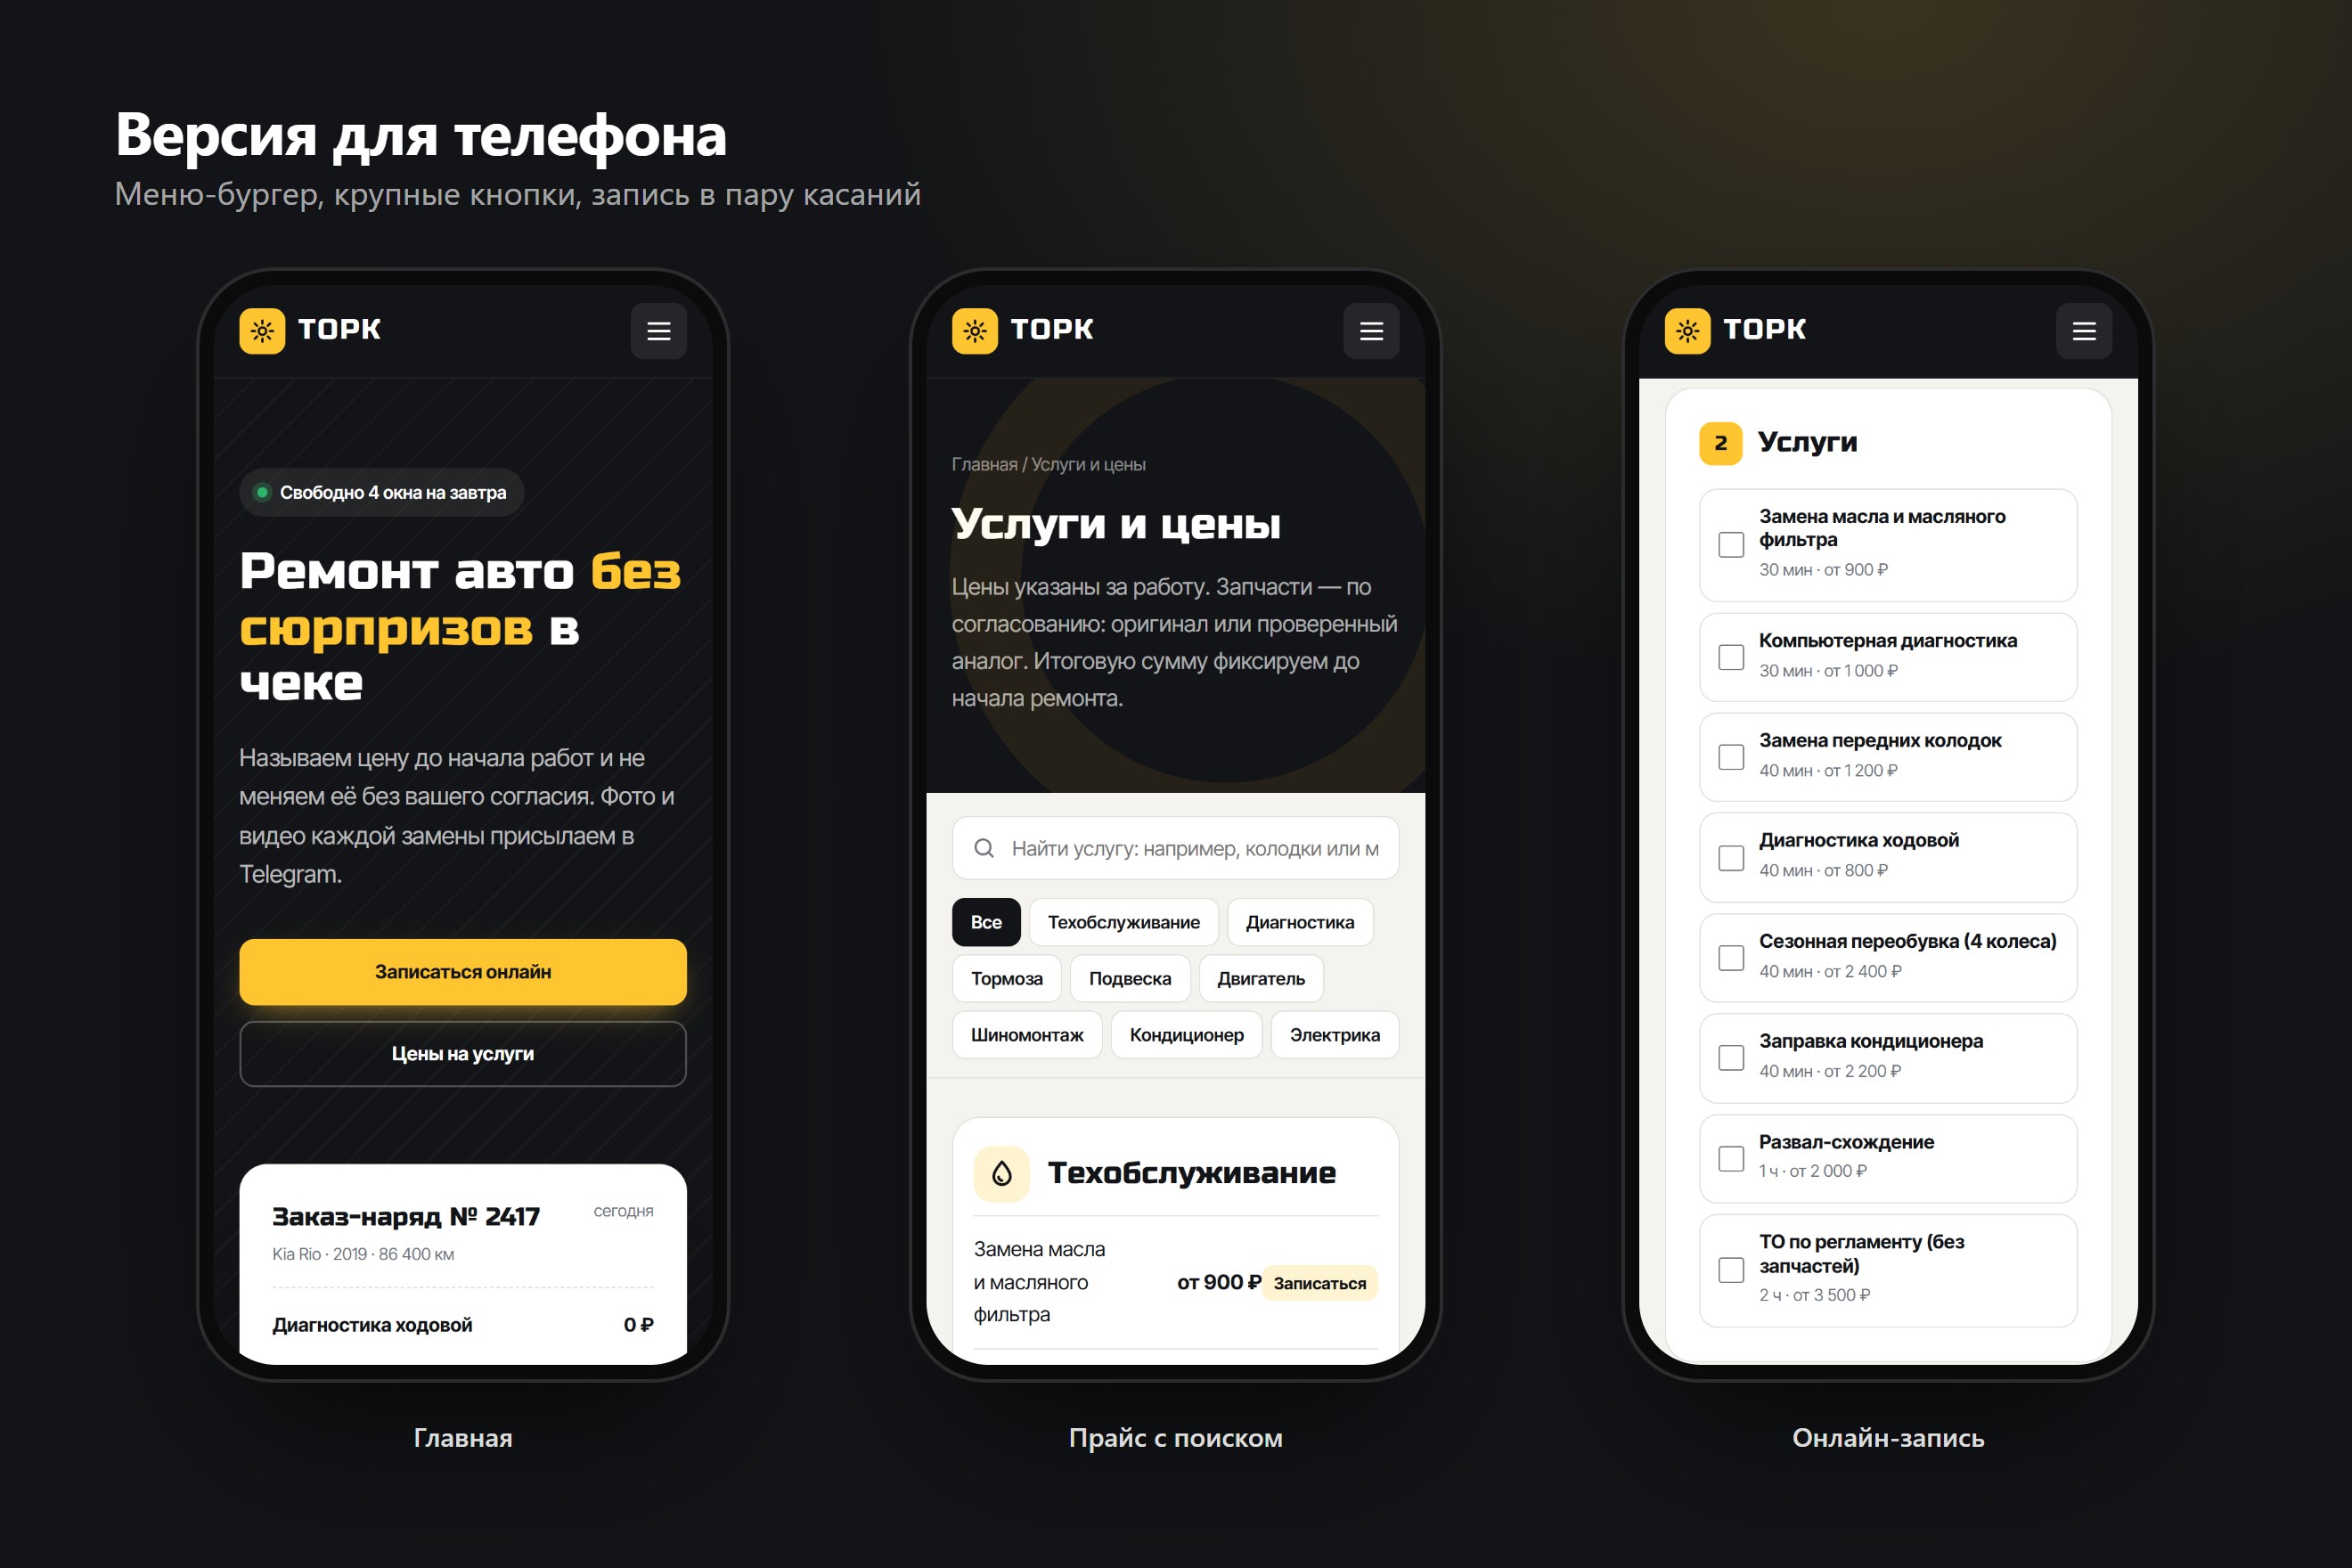 Версия для телефона
Меню-бургер, крупные кнопки, запись в пару касаний
ТОРК
Свободно 4 окна на завтра
Ремонт авто без
сюрпризов в
чеке
Называем цену до начала работ и не
меняем её без вашего согласия. Фото и
видео каждой замены присылаем в
Telegram.
Записаться онлайн
Цены на услуги
Заказ-наряд № 2417
сегодня
Kia Rio · 2019 · 86 400 км
Диагностика ходовой
0 ₽
Главная
ТОРК
Главная / Услуги и цены
Услуги и цены
Цены указаны за работу. Запчасти — по
согласованию: оригинал или проверенный
аналог. Итоговую сумму фиксируем до
начала ремонта.
Найти услугу: например, колодки или м
Все
Техобслуживание
Диагностика
Тормоза
Подвеска
Двигатель
Шиномонтаж
Кондиционер
Электрика
Техобслуживание
Замена масла
и масляного
фильтра
от 900 ₽
Записаться
Прайс с поиском
ТОРК
2
Услуги
Замена масла и масляного
фильтра
30 мин · от 900 ₽
Компьютерная диагностика
30 мин · от 1 000 ₽
Замена передних колодок
40 мин · от 1 200 ₽
Диагностика ходовой
40 мин · от 800 ₽
Сезонная переобувка (4 колеса)
40 мин · от 2 400 ₽
Заправка кондиционера
40 мин · от 2 200 ₽
Развал-схождение
1 ч · от 2 000 ₽
ТО по регламенту (без
запчастей)
2 ч · от 3 500 ₽
Онлайн-запись